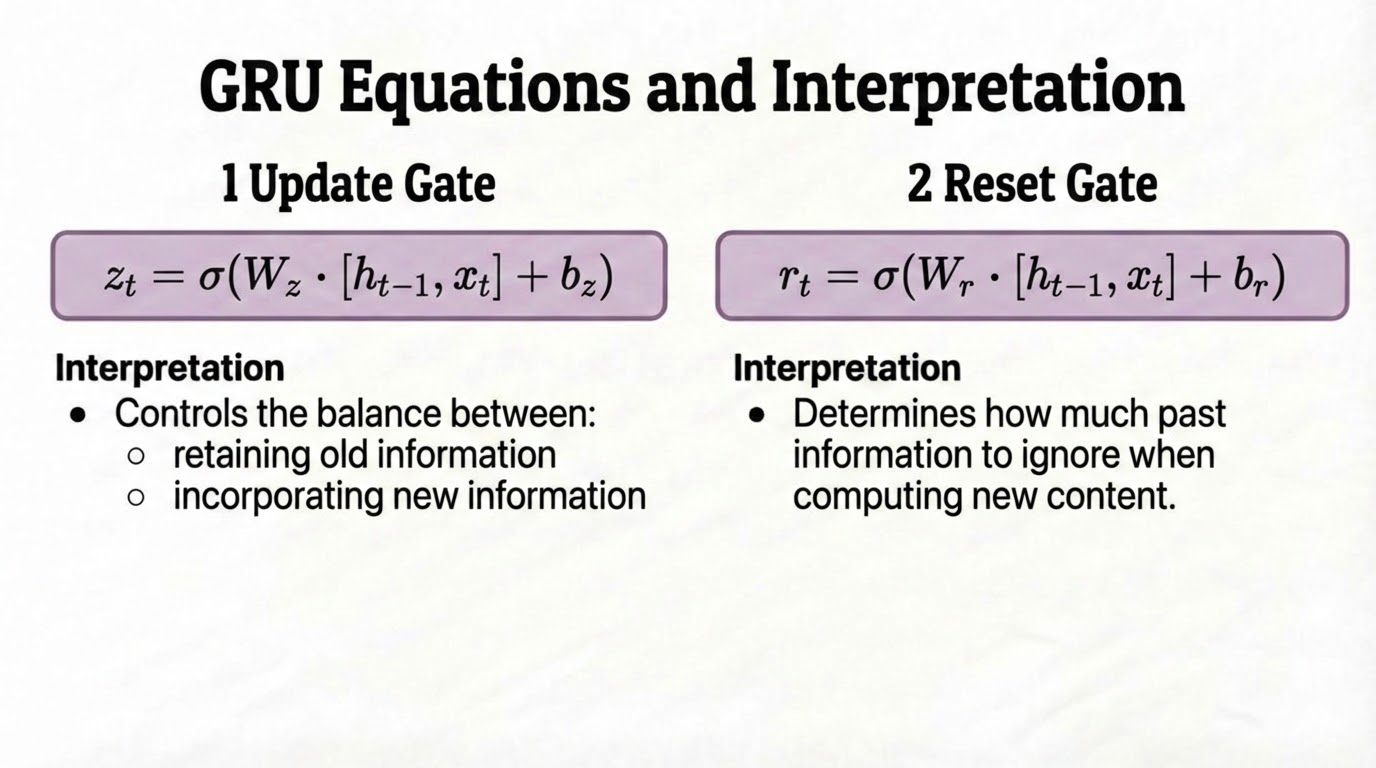 GRU Equations and Interpretation
1 Update Gate
z_t = σ(W_z · [h_{t−1}, x_t] + b_z)
Interpretation
● Controls the balance between:
○ retaining old information
○ incorporating new information
2 Reset Gate
r_t = σ(W_r · [h_{t−1}, x_t] + b_r)
Interpretation
● Determines how much past
information to ignore when
computing new content.